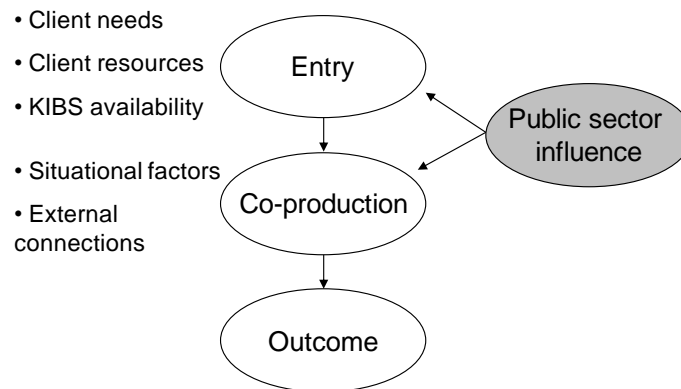 • Client needs
• Client resources
• KIBS availability
• Situational factors
• External
connections
Entry
Co-production
Outcome
Public sector
influence